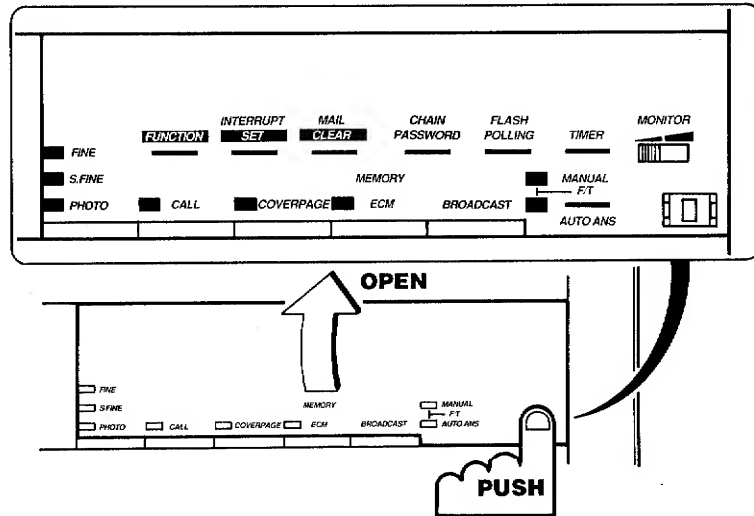 INTERRUPT MAIL CHAIN FLASH MONITOR
FUNCTION SET CLEAR PASSWORD POLLING TIMER
FINE
S.FINE MEMORY MANUAL
F/T
PHOTO CALL COVERPAGE ECM BROADCAST
AUTO ANS
OPEN
FINE
S.FINE MEMORY MANUAL
F/T
PHOTO CALL COVERPAGE ECM BROADCAST AUTO ANS
PUSH